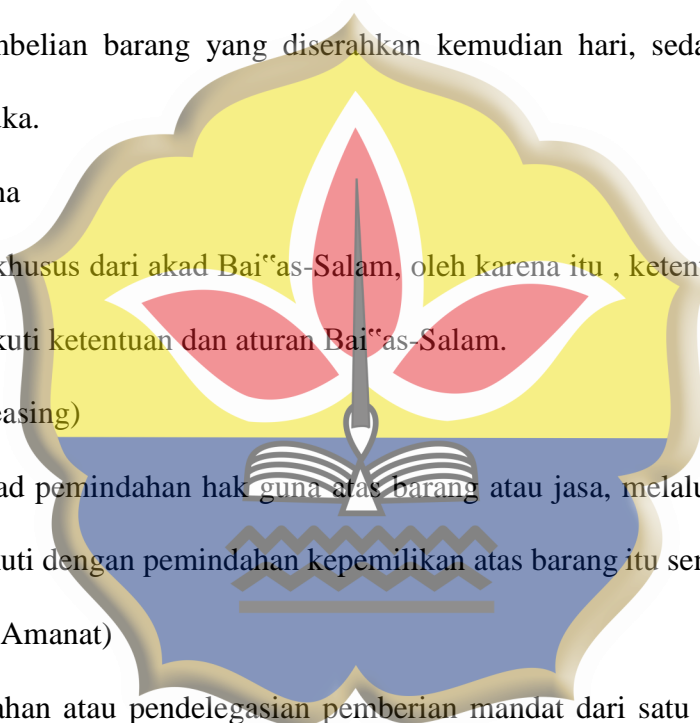 mbelian barang yang diserahkan kemudian hari, seda
ka.
na
khusus dari akad Bai‟as-Salam, oleh karena itu , keten
kuti ketentuan dan aturan Bai‟as-Salam.
easing)
ad pemindahan hak guna atas barang atau jasa, melalu
kuti dengan pemindahan kepemilikan atas barang itu sen
Amanat)
ahan atau pendelegasian pemberian mandat dari satu